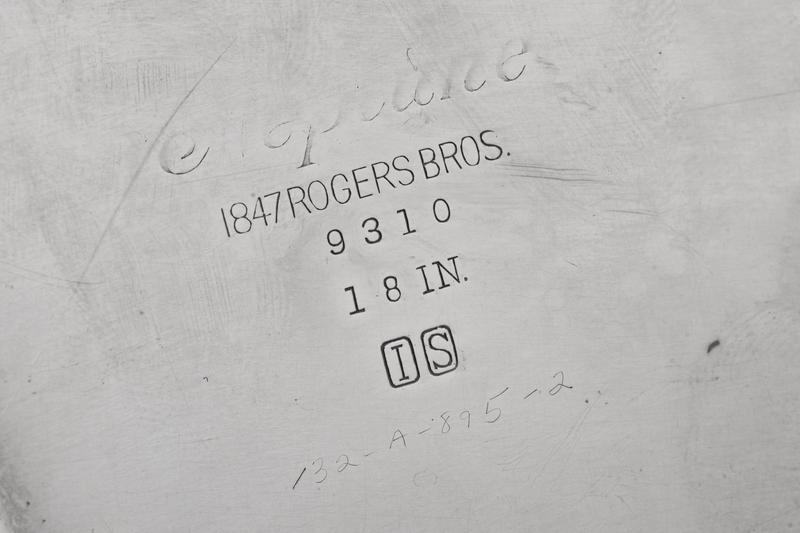 1847 ROGERS BROS.
9310
18 IN.
IS
132-A-895-2